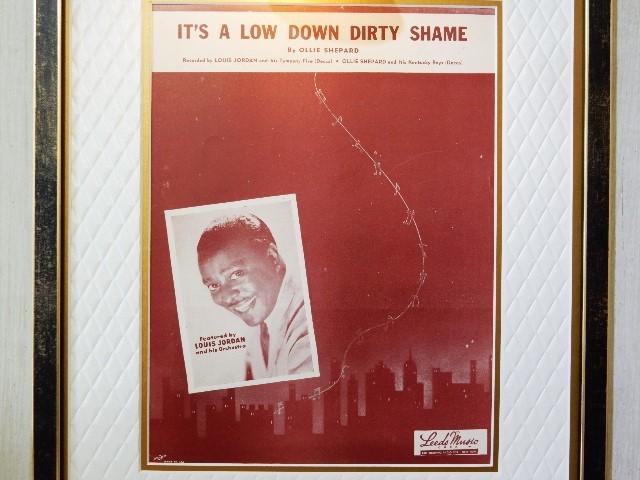 IT'S A LOW DOWN DIRTY SHAME
By OLLIE SHEPARD
Recorded by LOUIS JORDAN and his Tympany Five (Decca) • OLLIE SHEPARD and his Kentucky Boys (Decca)
Featured by
LOUIS JORDAN
and his Orchestra
Leeds Music